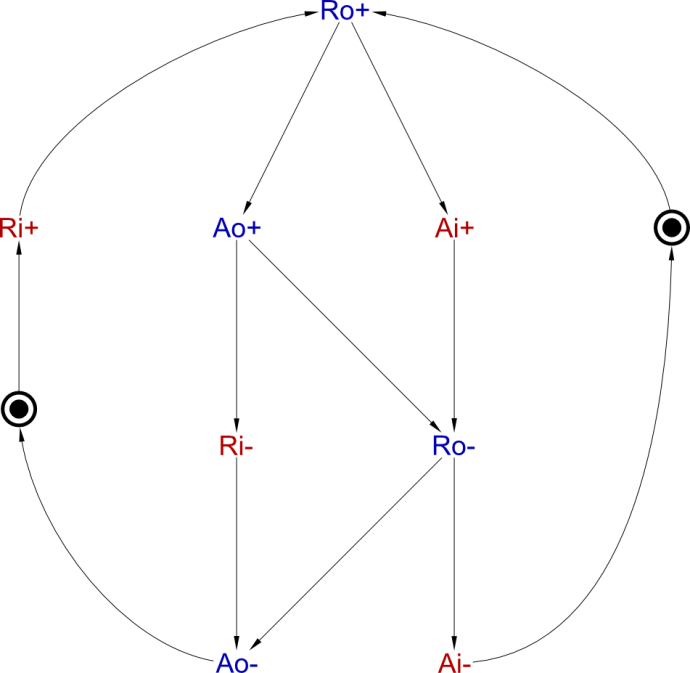 Ro+
Ri+ Ao+ Ai+
Ri- Ro-
Ao- Ai-